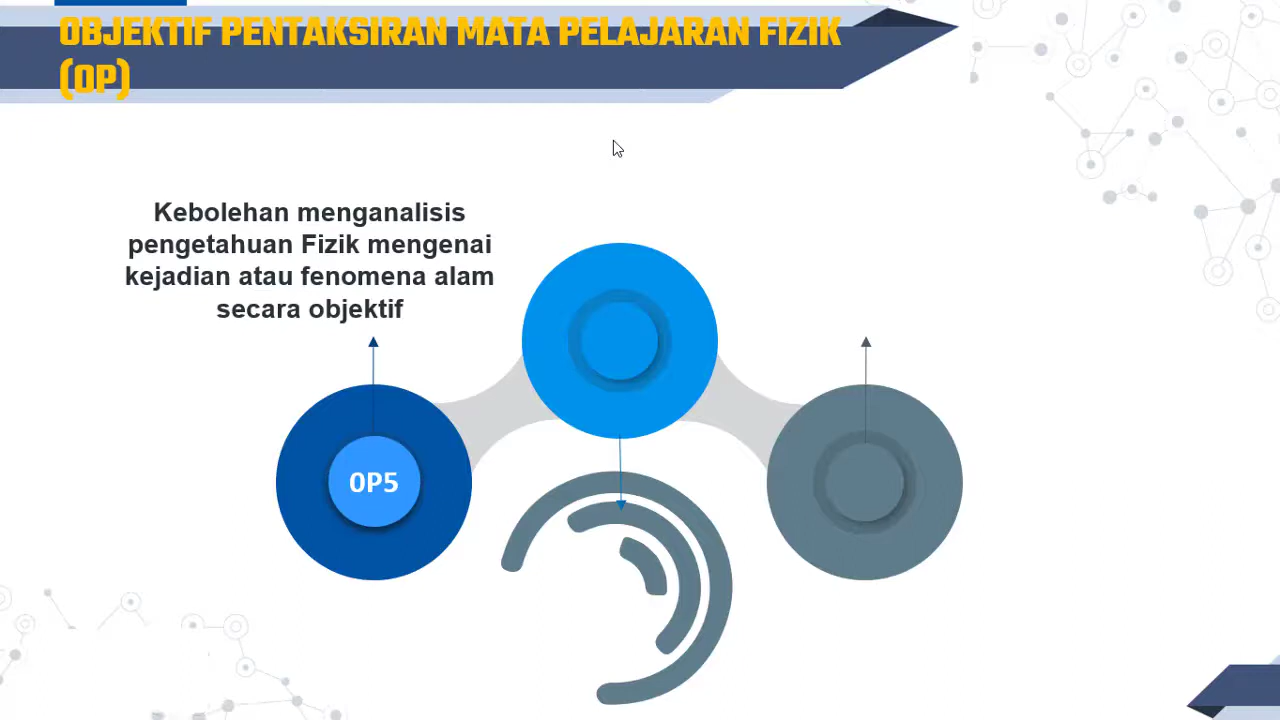 OBJEKTIF PENTAKSIRAN MATA PELAJARAN FIZIK
(OP)
Kebolehan menganalisis
pengetahuan Fizik mengenai
kejadian atau fenomena alam
secara objektif
OP5